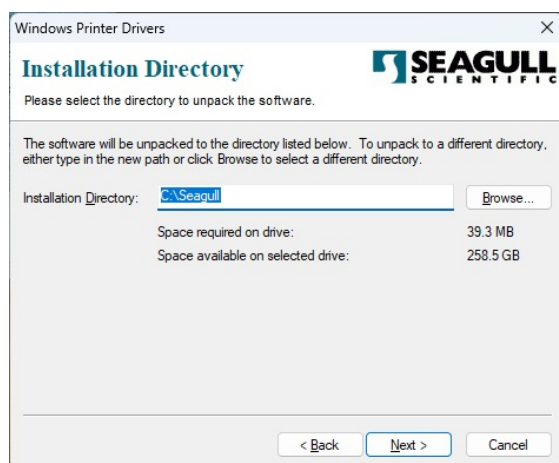 Windows Printer Drivers
Installation Directory
SEAGULL
SCIENTIFIC
Please select the directory to unpack the software.
The software will be unpacked to the directory listed below. To unpack to a different directory,
either type in the new path or click Browse to select a different directory.
Installation Directory: C:\Seagull Browse...
Space required on drive: 39.3 MB
Space available on selected drive: 258.5 GB
< Back Next > Cancel